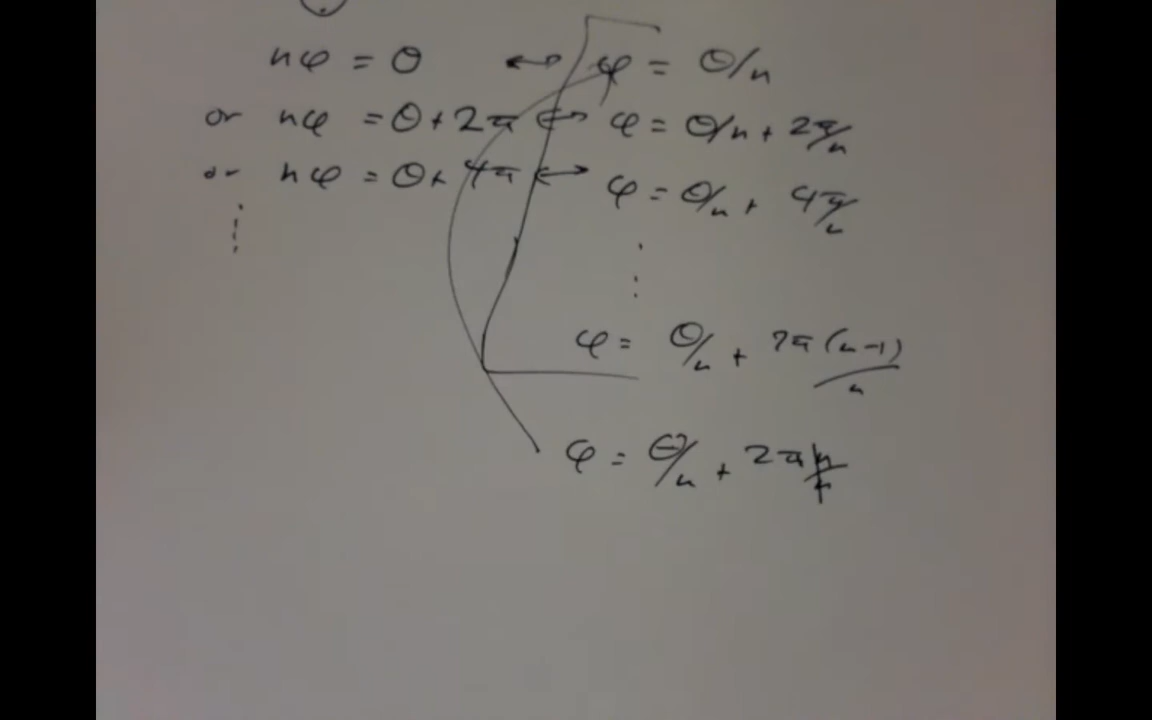 nφ = θ ↔ φ = θ/n
or nφ = θ + 2π ↔ φ = θ/n + 2π/n
or nφ = θ + 4π ↔ φ = θ/n + 4π/n
⋮ ⋮
φ = θ/n + 2π(n-1)/n
φ = θ/n + 2πn/n